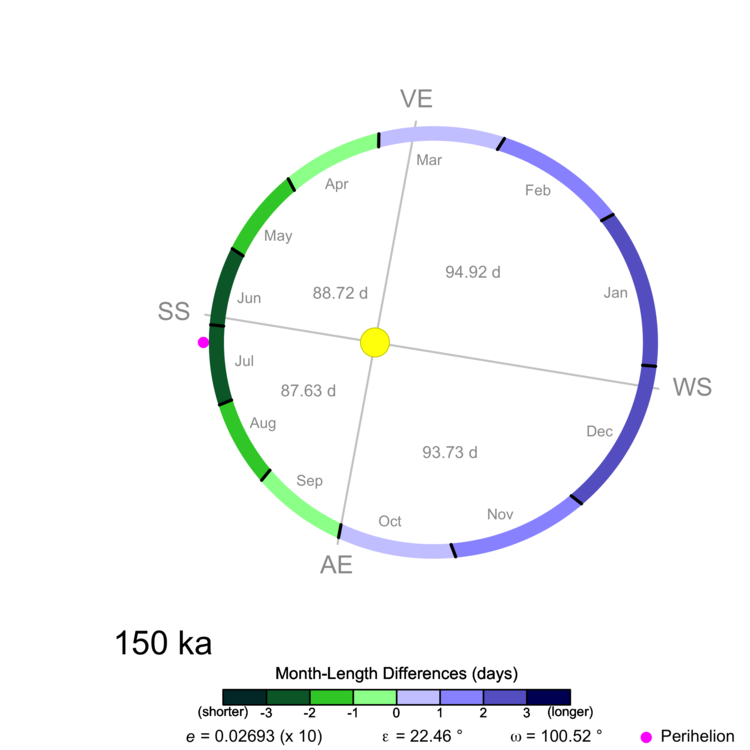 VE
Mar
Apr
Feb
May
94.92 d
88.72 d
Jun
Jan
SS
Jul
WS
87.63 d
Aug
Dec
93.73 d
Sep
Oct
Nov
AE
150 ka
Month-Length Differences (days)
(shorter) -3 -2 -1 0 1 2 3 (longer)
e = 0.02693 (x 10) ε = 22.46 ° ω = 100.52 ° Perihelion